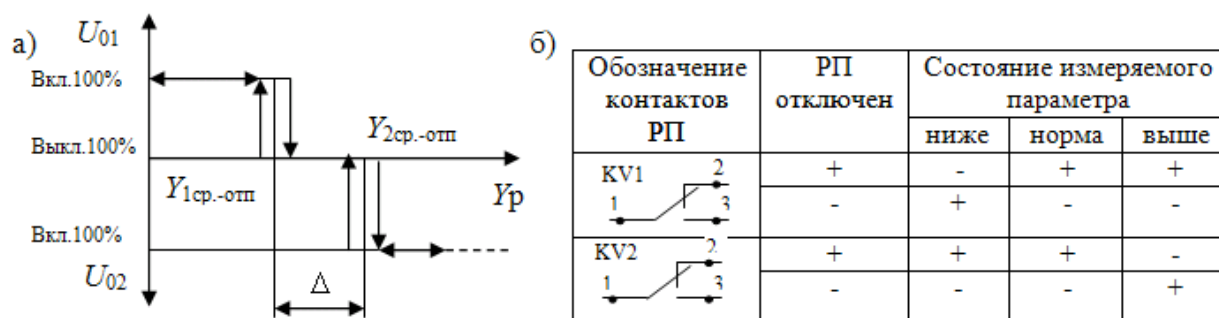 а)
U01
Вкл.100%
Выкл.100%
Y1ср.-отп
Y2ср.-отп
Yр
Вкл.100%
U02
Δ
б)
Обозначение контактов РП
РП отключен
Состояние измеряемого параметра
ниже норма выше
KV1 1 2 3
+ - + +
- + - -
KV2 1 2 3
+ + + -
- - - +